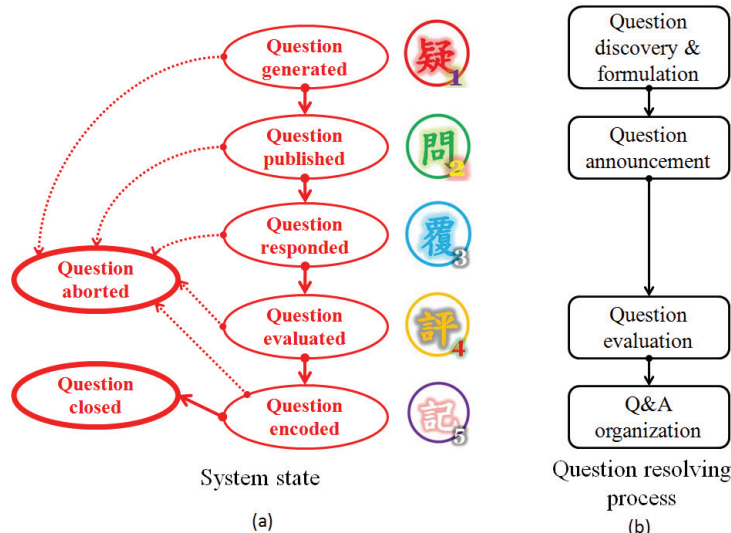 Question
generated
疑
1
Question
published
問
2
Question
responded
覆
3
Question
aborted
Question
evaluated
評
4
Question
closed
Question
encoded
記
5
System state
(a)
Question
discovery &
formulation
Question
announcement
Question
evaluation
Q&A
organization
Question resolving
process
(b)